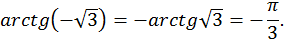 arctg(−√3) = −arctg√3 = −π/3.